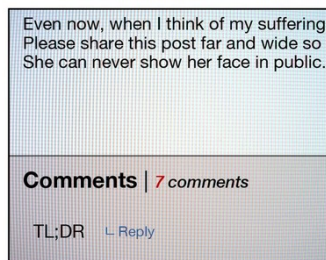 Even now, when I think of my suffering
Please share this post far and wide so
She can never show her face in public.
Comments | 7 comments
TL;DR Reply